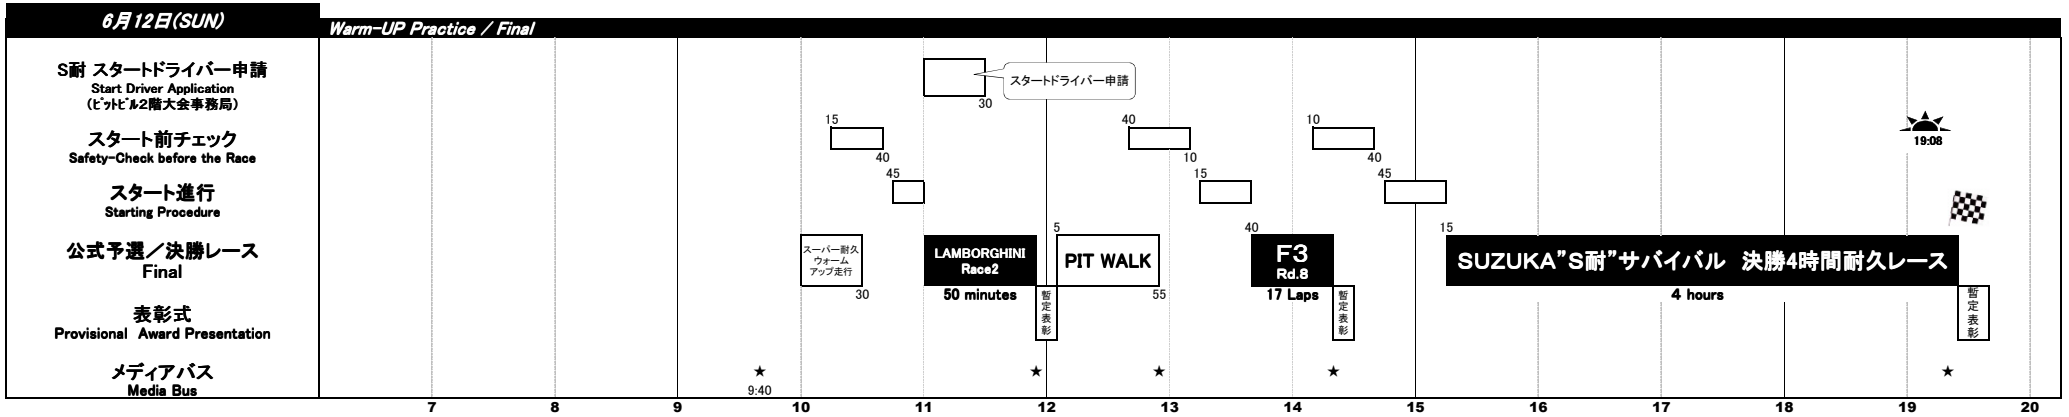 6月12日(SUN)
Warm-UP Practice / Final
S耐 スタートドライバー申請
Start Driver Application
(ピットビル2階大会事務局)
30
スタートドライバー申請
スタート前チェック
Safety-Check before the Race
15
40
40
10
10
40
19:08
スタート進行
Starting Procedure
45
15
45
公式予選／決勝レース
Final
スーパー耐久
ウォーム
アップ走行
30
LAMBORGHINI
Race2
50 minutes
5
PIT WALK
55
40
F3
Rd.8
17 Laps
15
SUZUKA”S耐”サバイバル 決勝4時間耐久レース
4 hours
表彰式
Provisional Award Presentation
暫定表彰
暫定表彰
暫定表彰
メディアバス
Media Bus
★
9:40
★
★
★
★
7 8 9 10 11 12 13 14 15 16 17 18 19 20